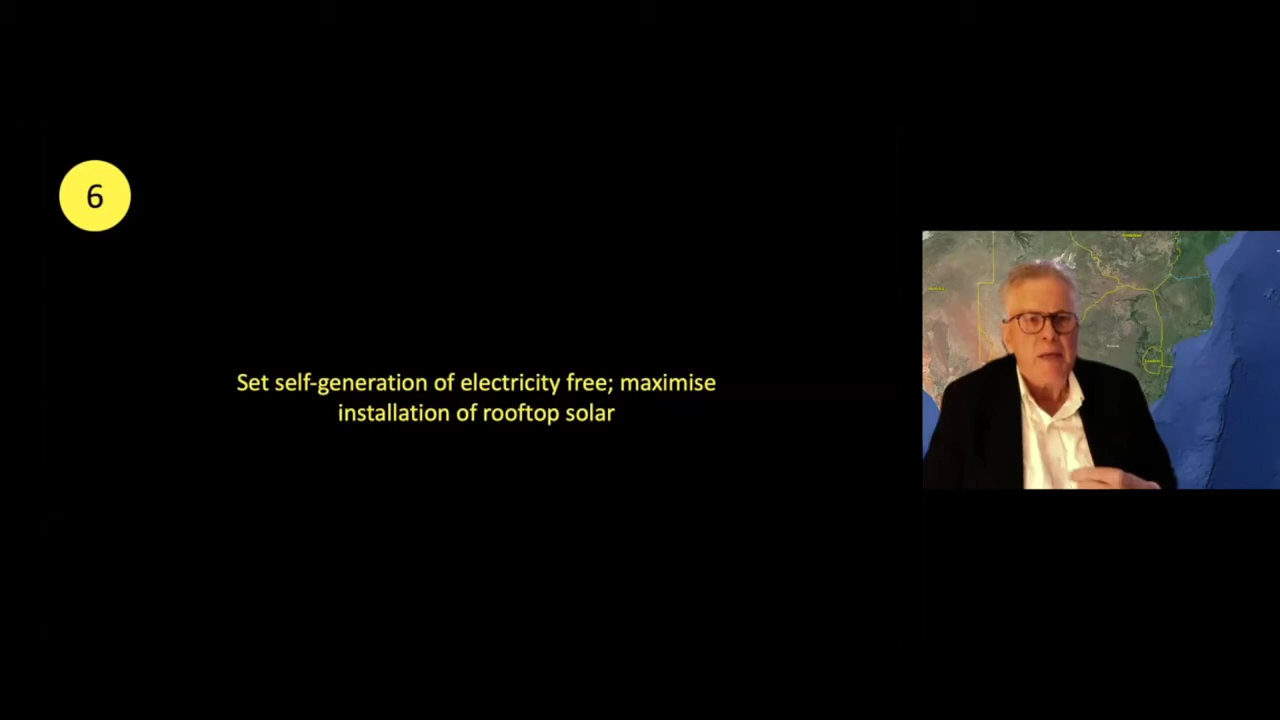 6
Set self-generation of electricity free; maximise
installation of rooftop solar